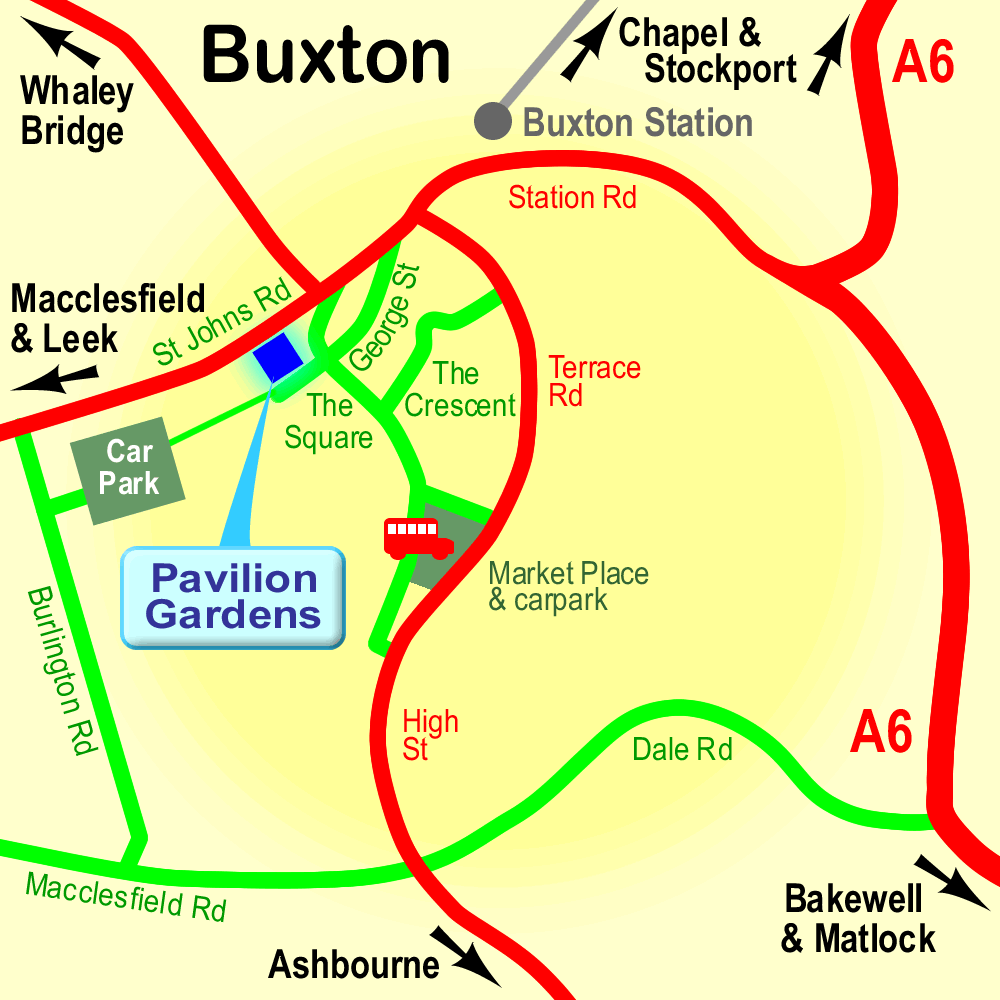 Buxton
Chapel &
Stockport
A6
Whaley
Bridge
Buxton Station
Station Rd
Macclesfield
& Leek
St Johns Rd
George St
The
Crescent
Terrace
Rd
The
Square
Car
Park
Pavilion
Gardens
Market Place
& carpark
Burlington Rd
High
St
Dale Rd
A6
Macclesfield Rd
Bakewell
& Matlock
Ashbourne